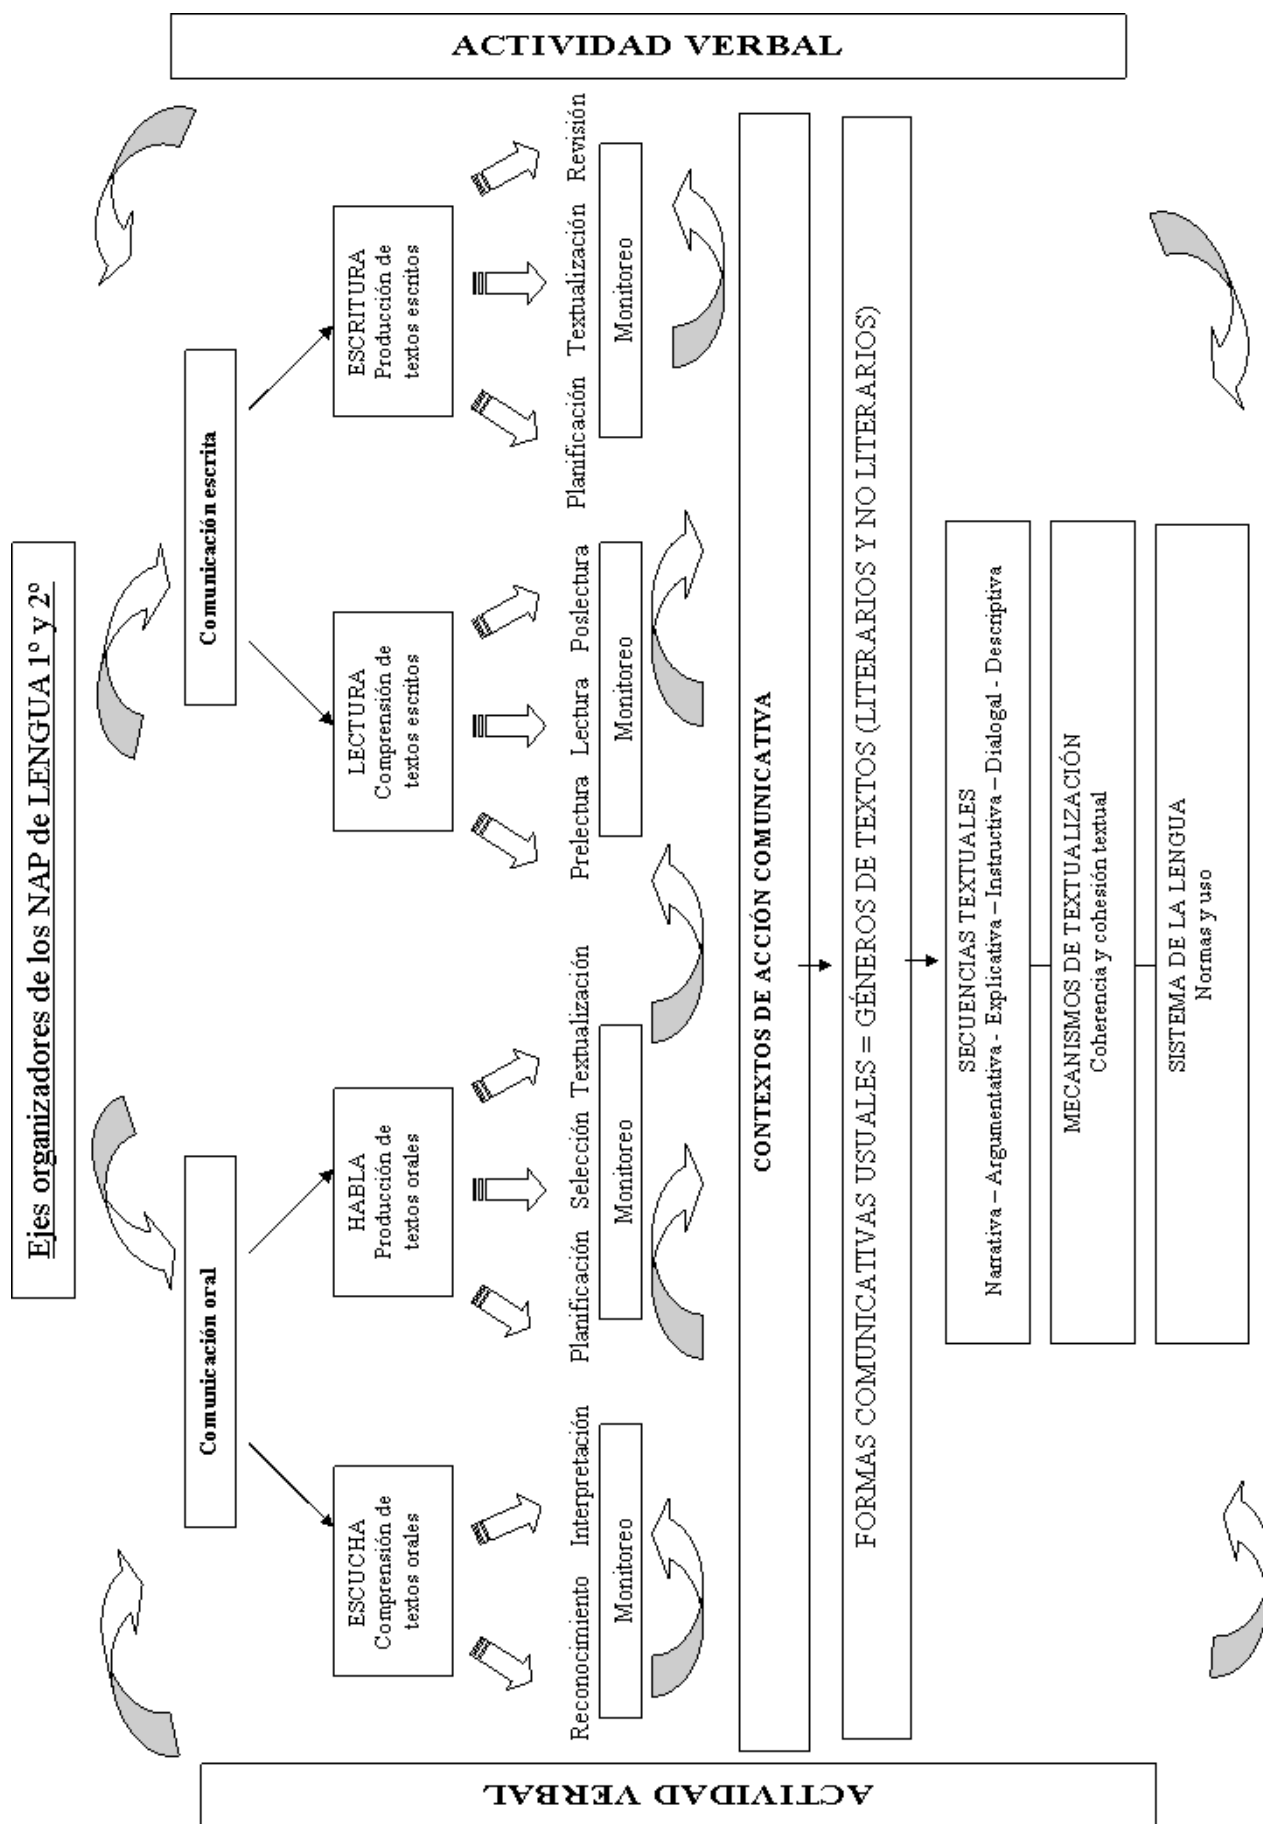 Ejes organizadores de los NAP de LENGUA 1º y 2º
ACTIVIDAD VERBAL
Comunicación oral
Comunicación escrita
ESCUCHA
Comprensión de
textos orales
HABLA
Producción de
textos orales
LECTURA
Comprensión de
textos escritos
ESCRITURA
Producción de
textos escritos
Reconocimiento Interpretación
Planificación Selección Textualización
Prelectura Lectura Poslectura
Planificación Textualización Revisión
Monitoreo
Monitoreo
Monitoreo
Monitoreo
CONTEXTOS DE ACCIÓN COMUNICATIVA
FORMAS COMUNICATIVAS USUALES = GÉNEROS DE TEXTOS (LITERARIOS Y NO LITERARIOS)
SECUENCIAS TEXTUALES
Narrativa – Argumentativa - Explicativa – Instructiva – Dialogal - Descriptiva
MECANISMOS DE TEXTUALIZACIÓN
Coherencia y cohesión textual
SISTEMA DE LA LENGUA
Normas y uso
ACTIVIDAD VERBAL